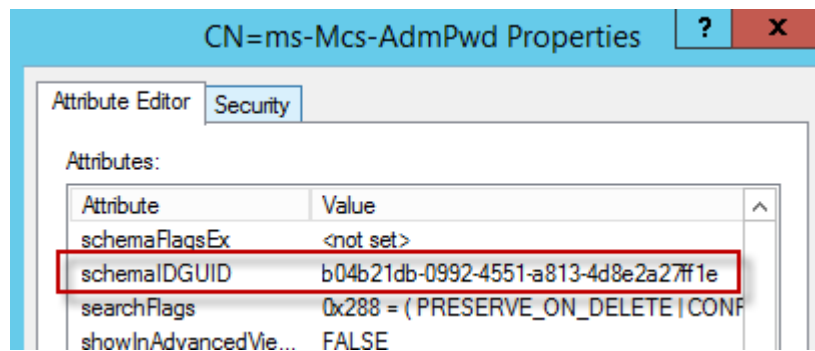 CN=ms-Mcs-AdmPwd Properties ? x
Attribute Editor Security
Attributes:
Attribute Value
schemaFlagsEx <not set>
schemaIDGUID b04b21db-0992-4551-a813-4d8e2a27ff1e
searchFlags 0x288 = ( PRESERVE_ON_DELETE | CONF
showInAdvancedVie... FALSE